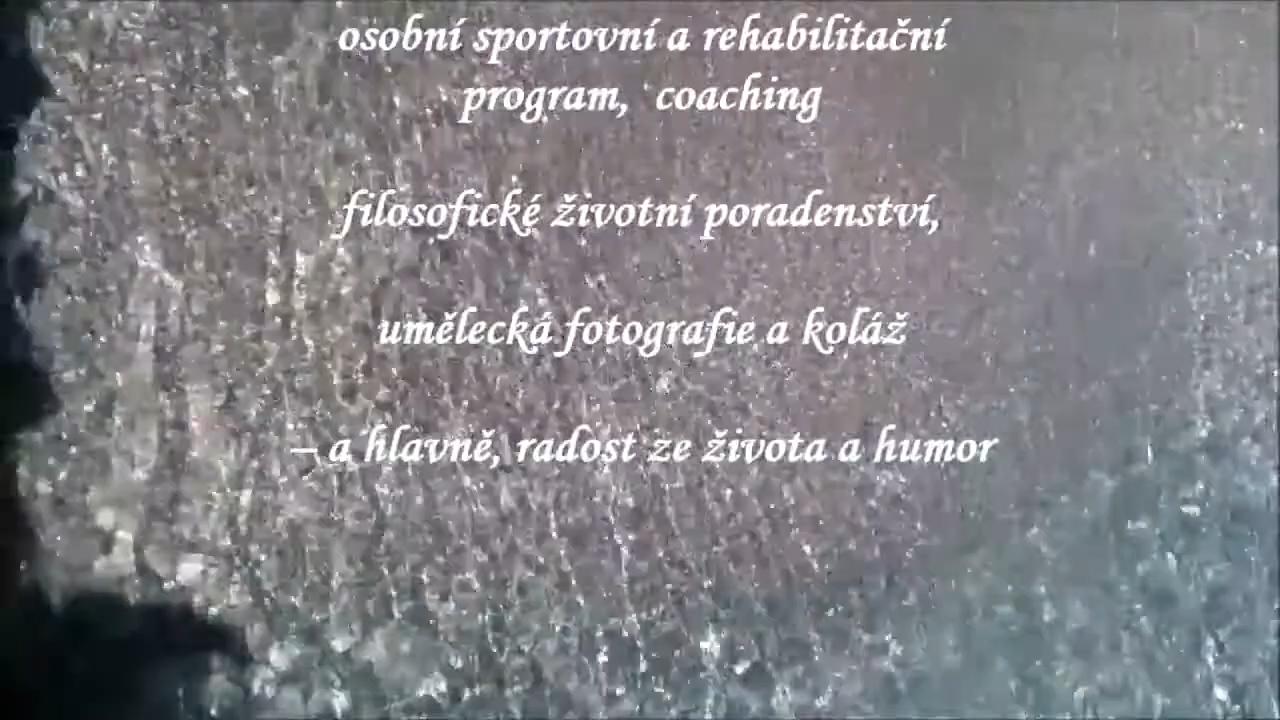 osobní sportovní a rehabilitační
program, coaching
filosofické životní poradenství,
umělecká fotografie a koláž
– a hlavně, radost ze života a humor